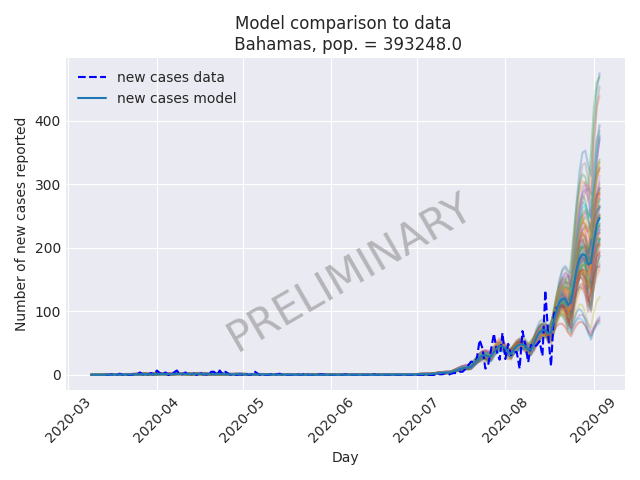 Model comparison to data
Bahamas, pop. = 393248.0
new cases data
new cases model
Number of new cases reported
400
300
200
100
0
PRELIMINARY
2020-03
2020-04
2020-05
2020-06
2020-07
2020-08
2020-09
Day